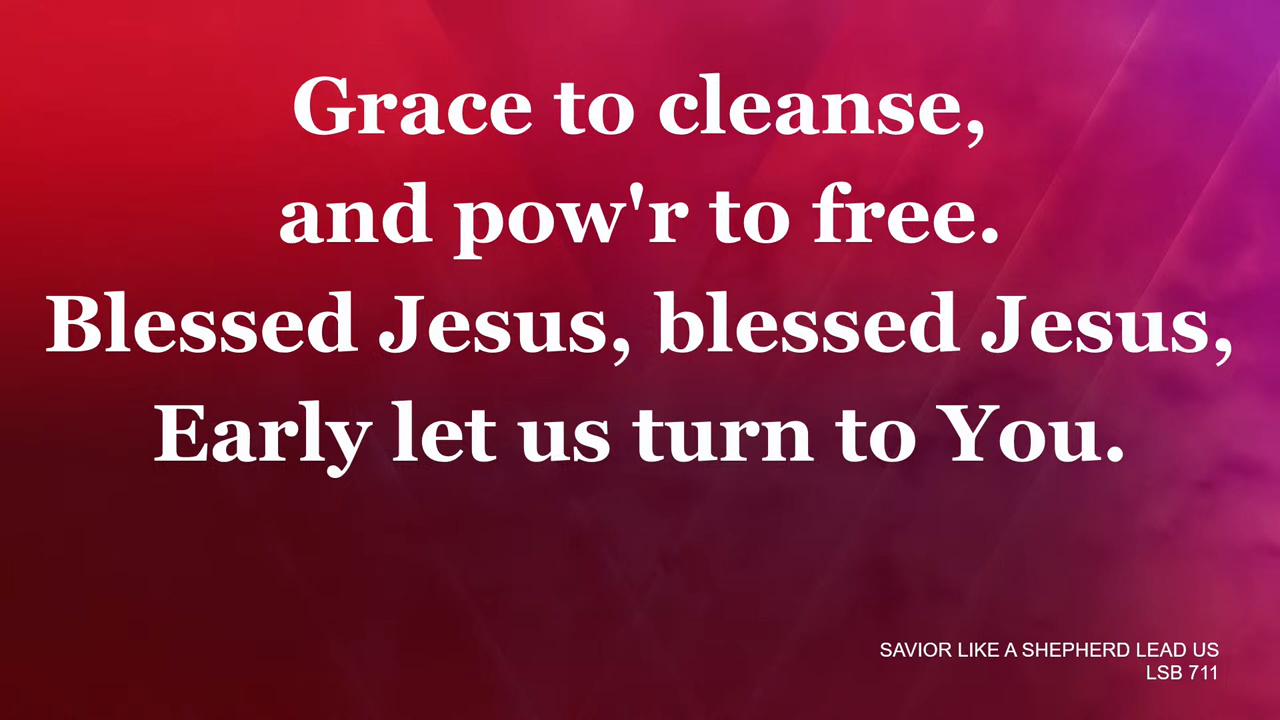 Grace to cleanse,
and pow'r to free.
Blessed Jesus, blessed Jesus,
Early let us turn to You.
SAVIOR LIKE A SHEPHERD LEAD US
LSB 711